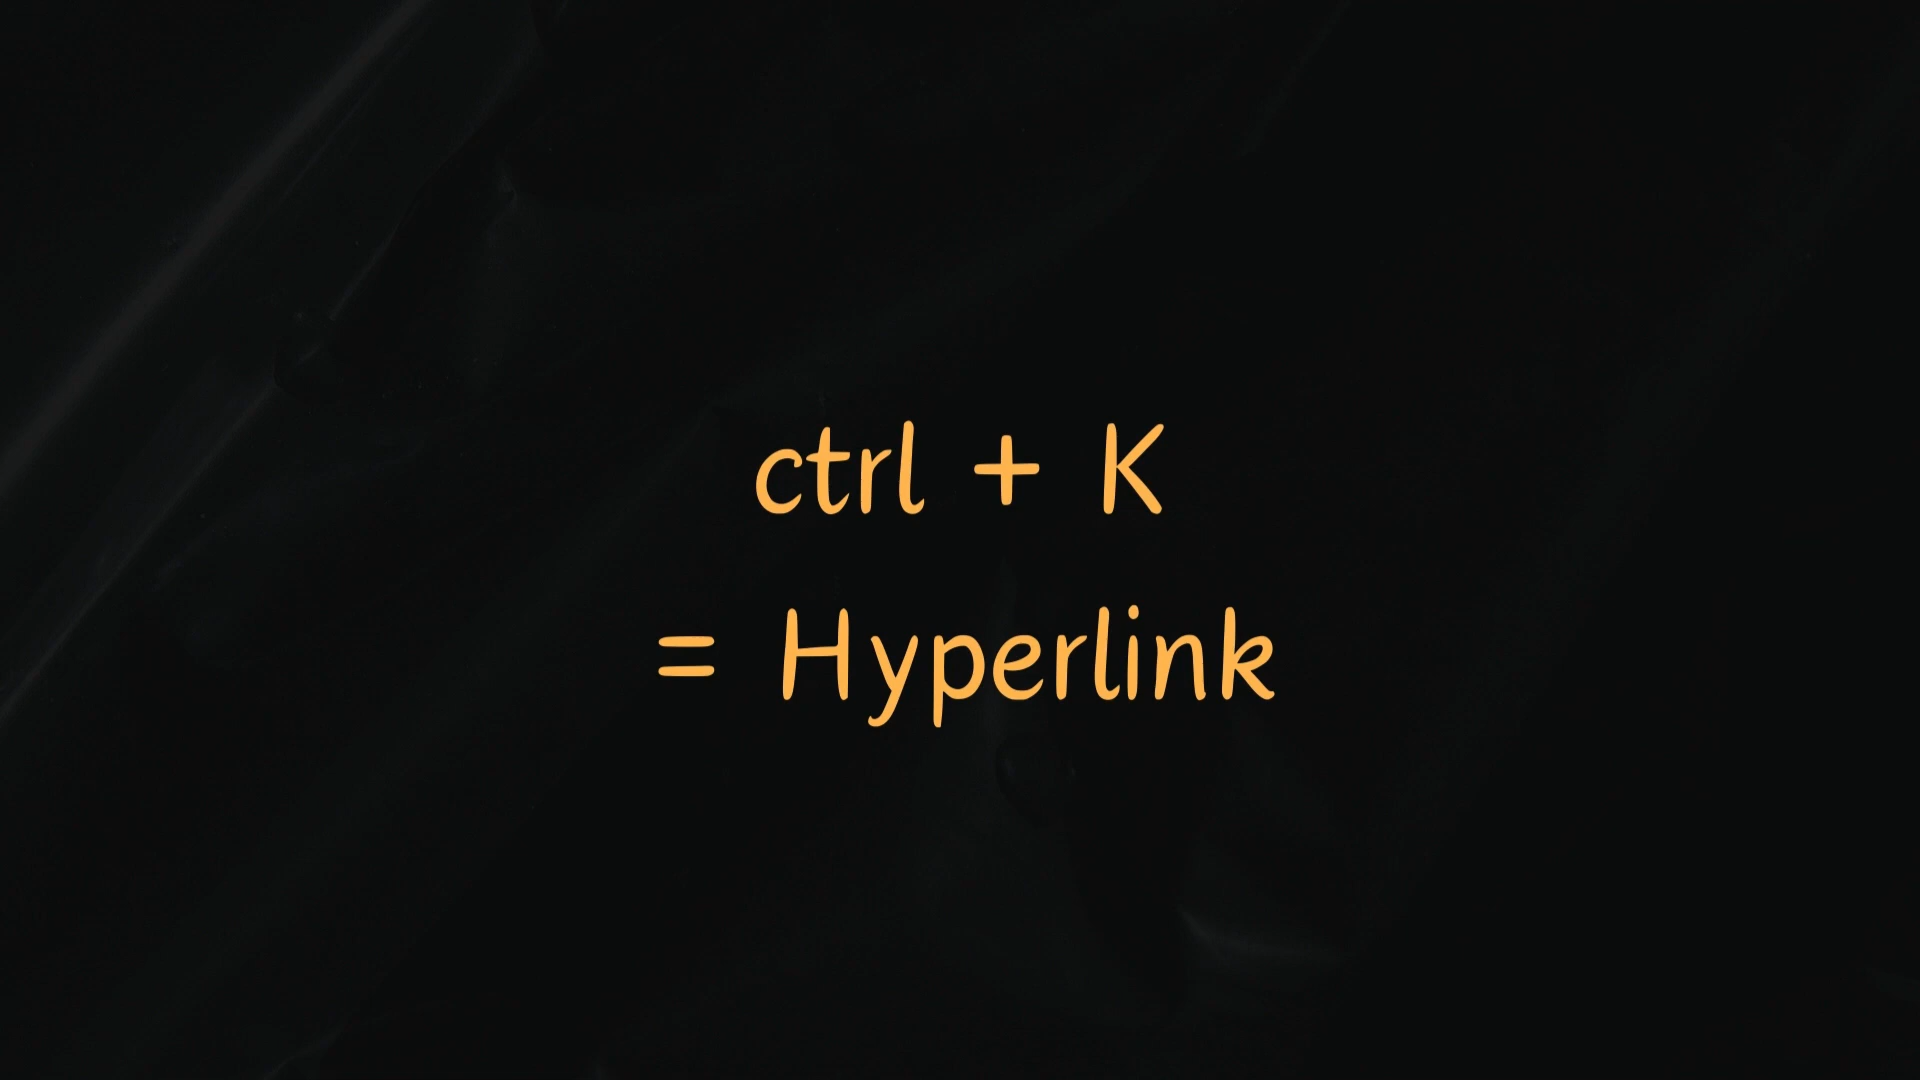 ctrl + K
= Hyperlink